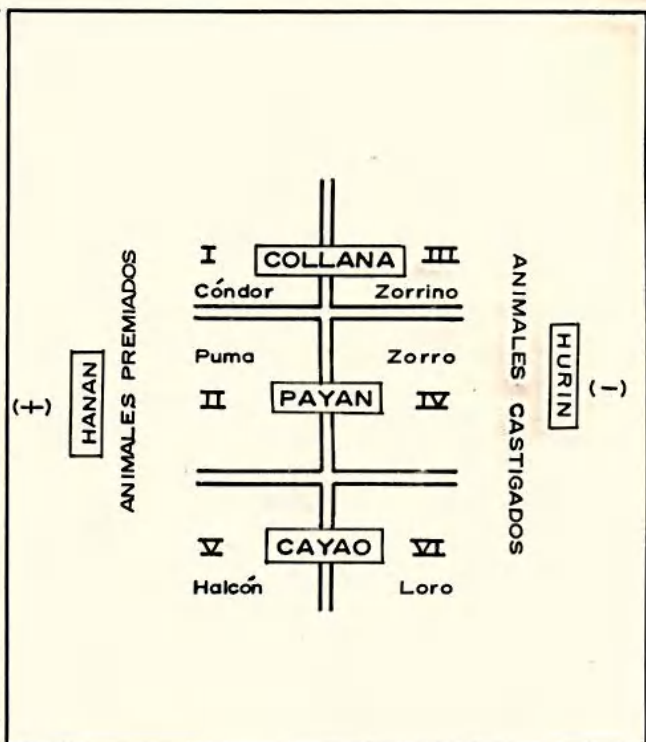 I COLLANA III
Cóndor Zorrino
Puma Zorro
II PAYAN IV
V CAYAO VI
Halcón Loro
ANIMALES PREMIADOS
HANAN
(+)
ANIMALES CASTIGADOS
HURIN
(-)